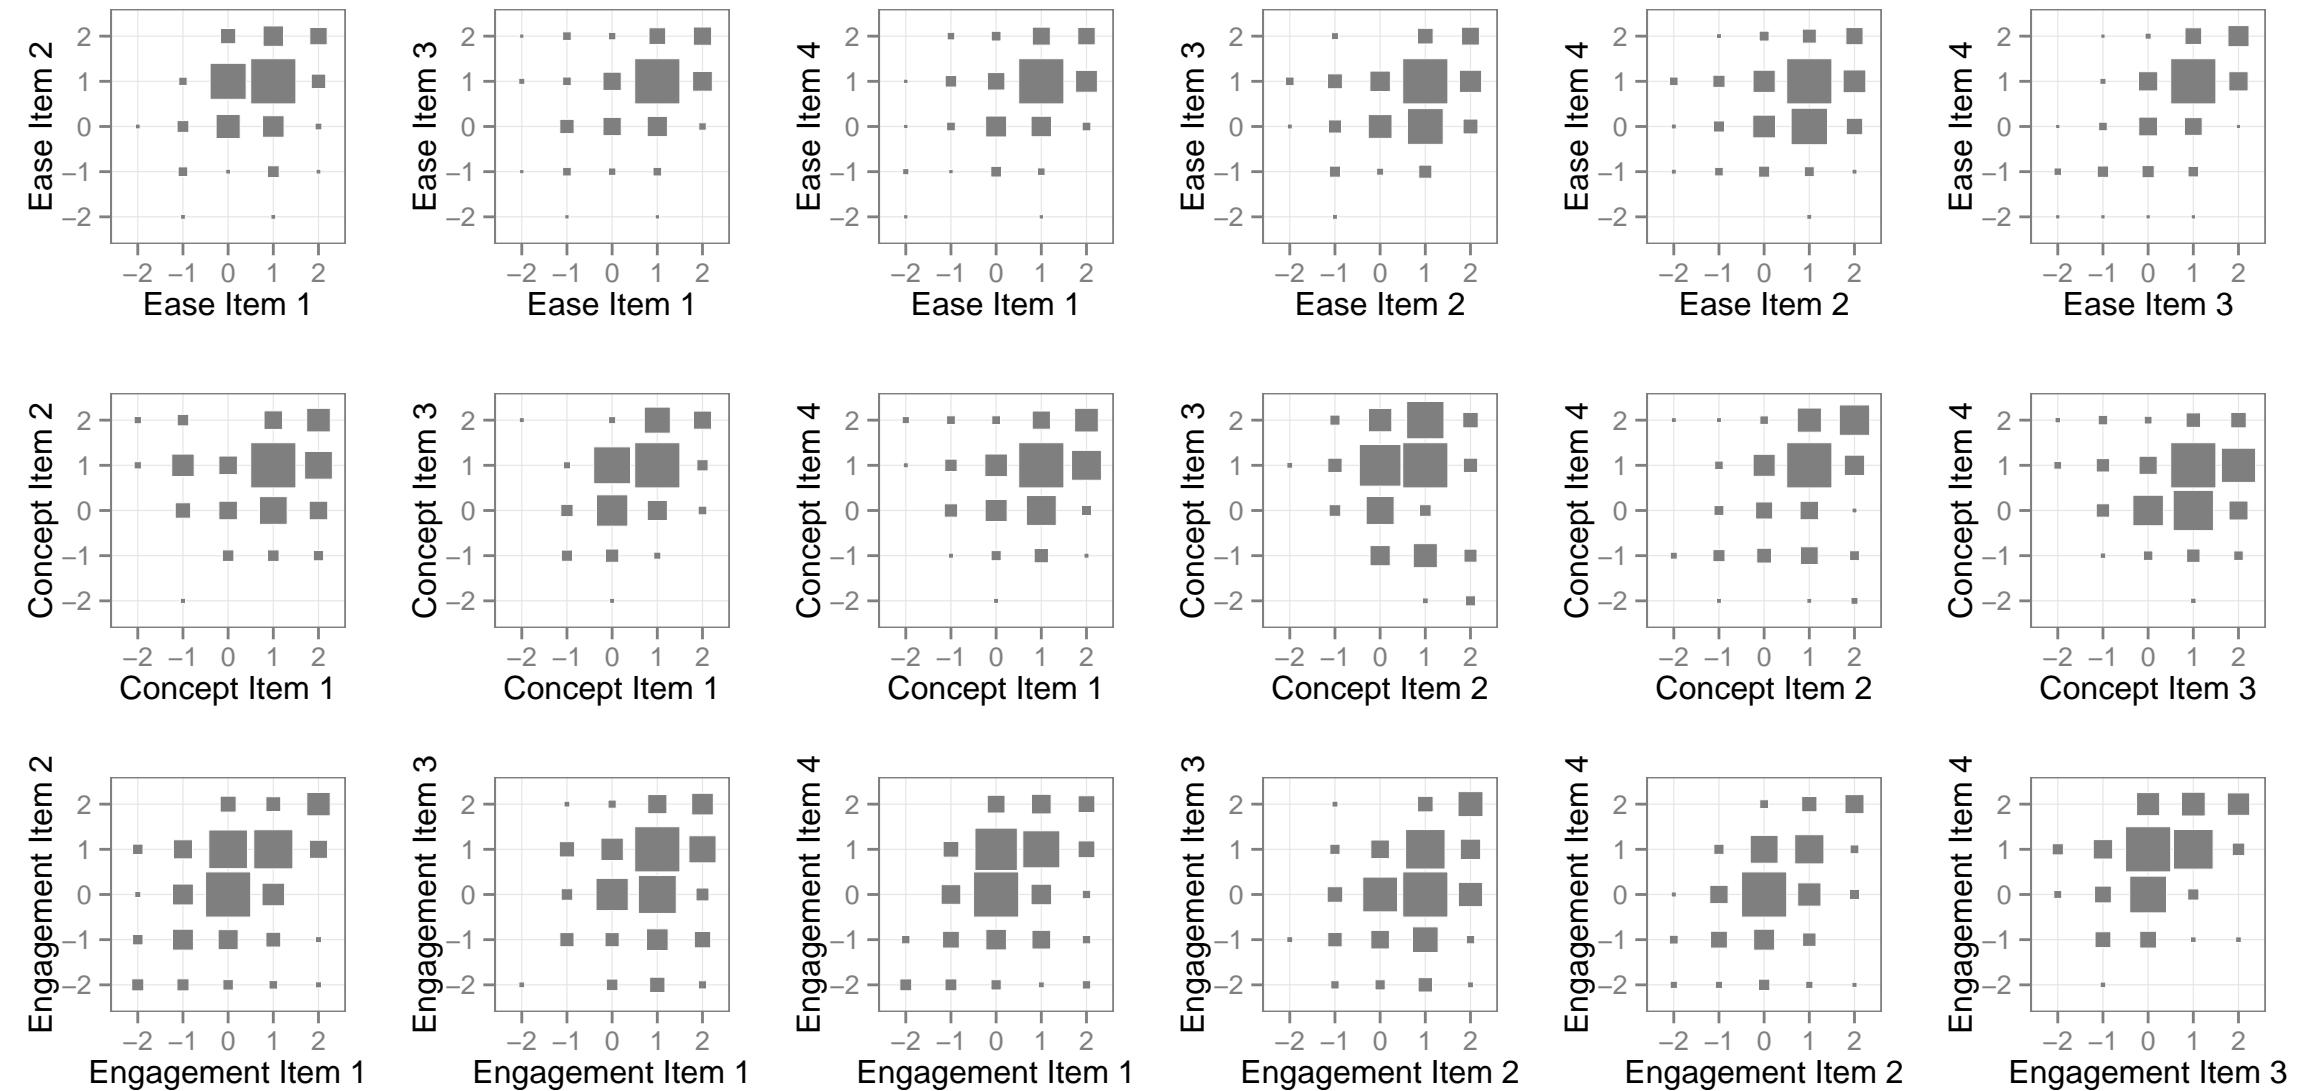 Ease Item 2
2
1
0
−1
−2
−2 −1 0 1 2
Ease Item 1
Ease Item 3
2
1
0
−1
−2
−2 −1 0 1 2
Ease Item 1
Ease Item 4
2
1
0
−1
−2
−2 −1 0 1 2
Ease Item 1
Ease Item 3
2
1
0
−1
−2
−2 −1 0 1 2
Ease Item 2
Ease Item 4
2
1
0
−1
−2
−2 −1 0 1 2
Ease Item 2
Ease Item 4
2
1
0
−1
−2
−2 −1 0 1 2
Ease Item 3
Concept Item 2
2
1
0
−1
−2
−2 −1 0 1 2
Concept Item 1
Concept Item 3
2
1
0
−1
−2
−2 −1 0 1 2
Concept Item 1
Concept Item 4
2
1
0
−1
−2
−2 −1 0 1 2
Concept Item 1
Concept Item 3
2
1
0
−1
−2
−2 −1 0 1 2
Concept Item 2
Concept Item 4
2
1
0
−1
−2
−2 −1 0 1 2
Concept Item 2
Concept Item 4
2
1
0
−1
−2
−2 −1 0 1 2
Concept Item 3
Engagement Item 2
2
1
0
−1
−2
−2 −1 0 1 2
Engagement Item 1
Engagement Item 3
2
1
0
−1
−2
−2 −1 0 1 2
Engagement Item 1
Engagement Item 4
2
1
0
−1
−2
−2 −1 0 1 2
Engagement Item 1
Engagement Item 3
2
1
0
−1
−2
−2 −1 0 1 2
Engagement Item 2
Engagement Item 4
2
1
0
−1
−2
−2 −1 0 1 2
Engagement Item 2
Engagement Item 4
2
1
0
−1
−2
−2 −1 0 1 2
Engagement Item 3